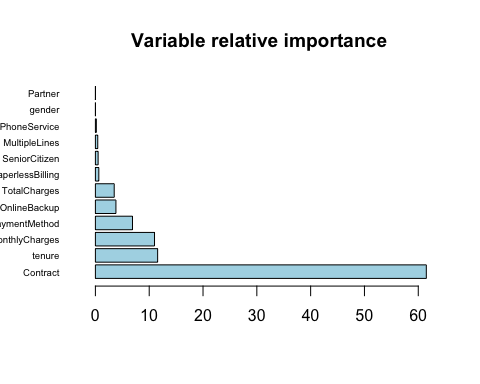 Variable relative importance
Partner
gender
PhoneService
MultipleLines
SeniorCitizen
aperlessBilling
TotalCharges
OnlineBackup
aymentMethod
onthlyCharges
tenure
Contract
0 10 20 30 40 50 60